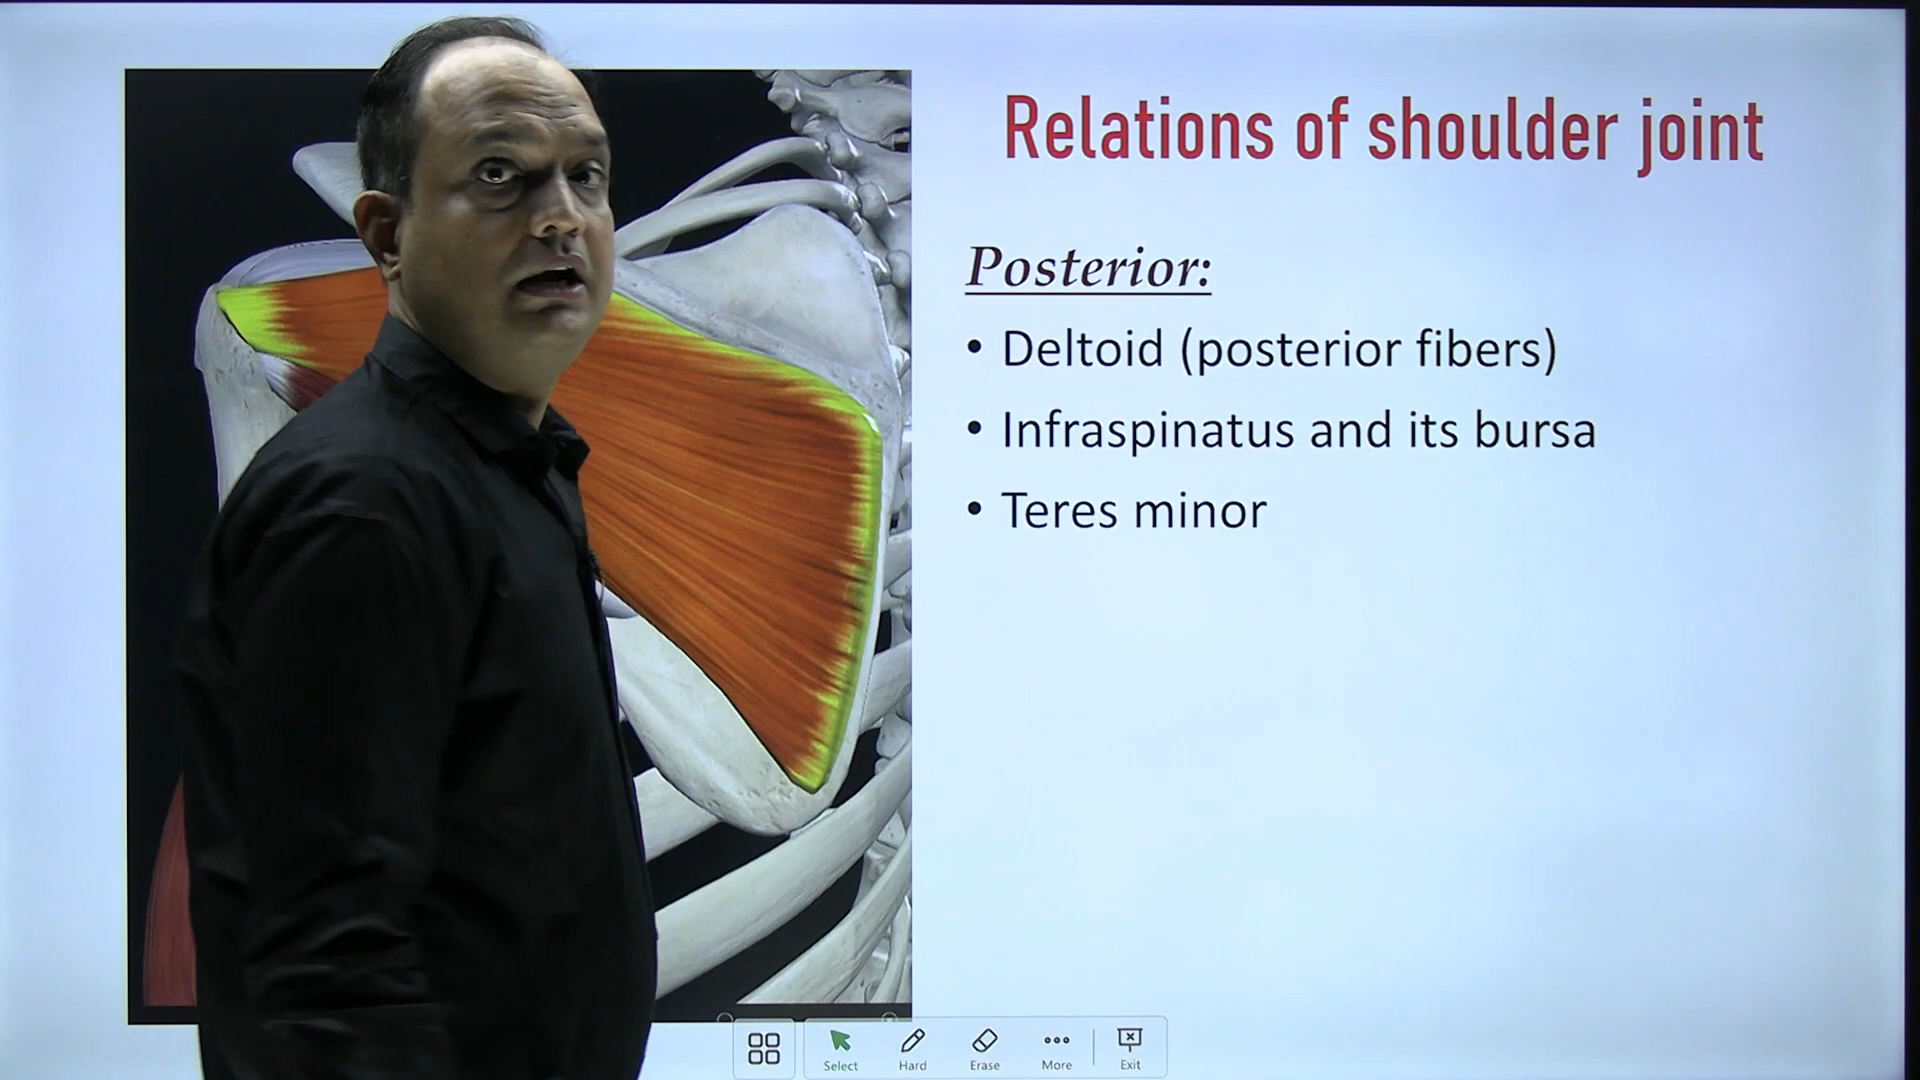 Relations of shoulder joint
Posterior:
• Deltoid (posterior fibers)
• Infraspinatus and its bursa
• Teres minor
Select Hard Erase More Exit